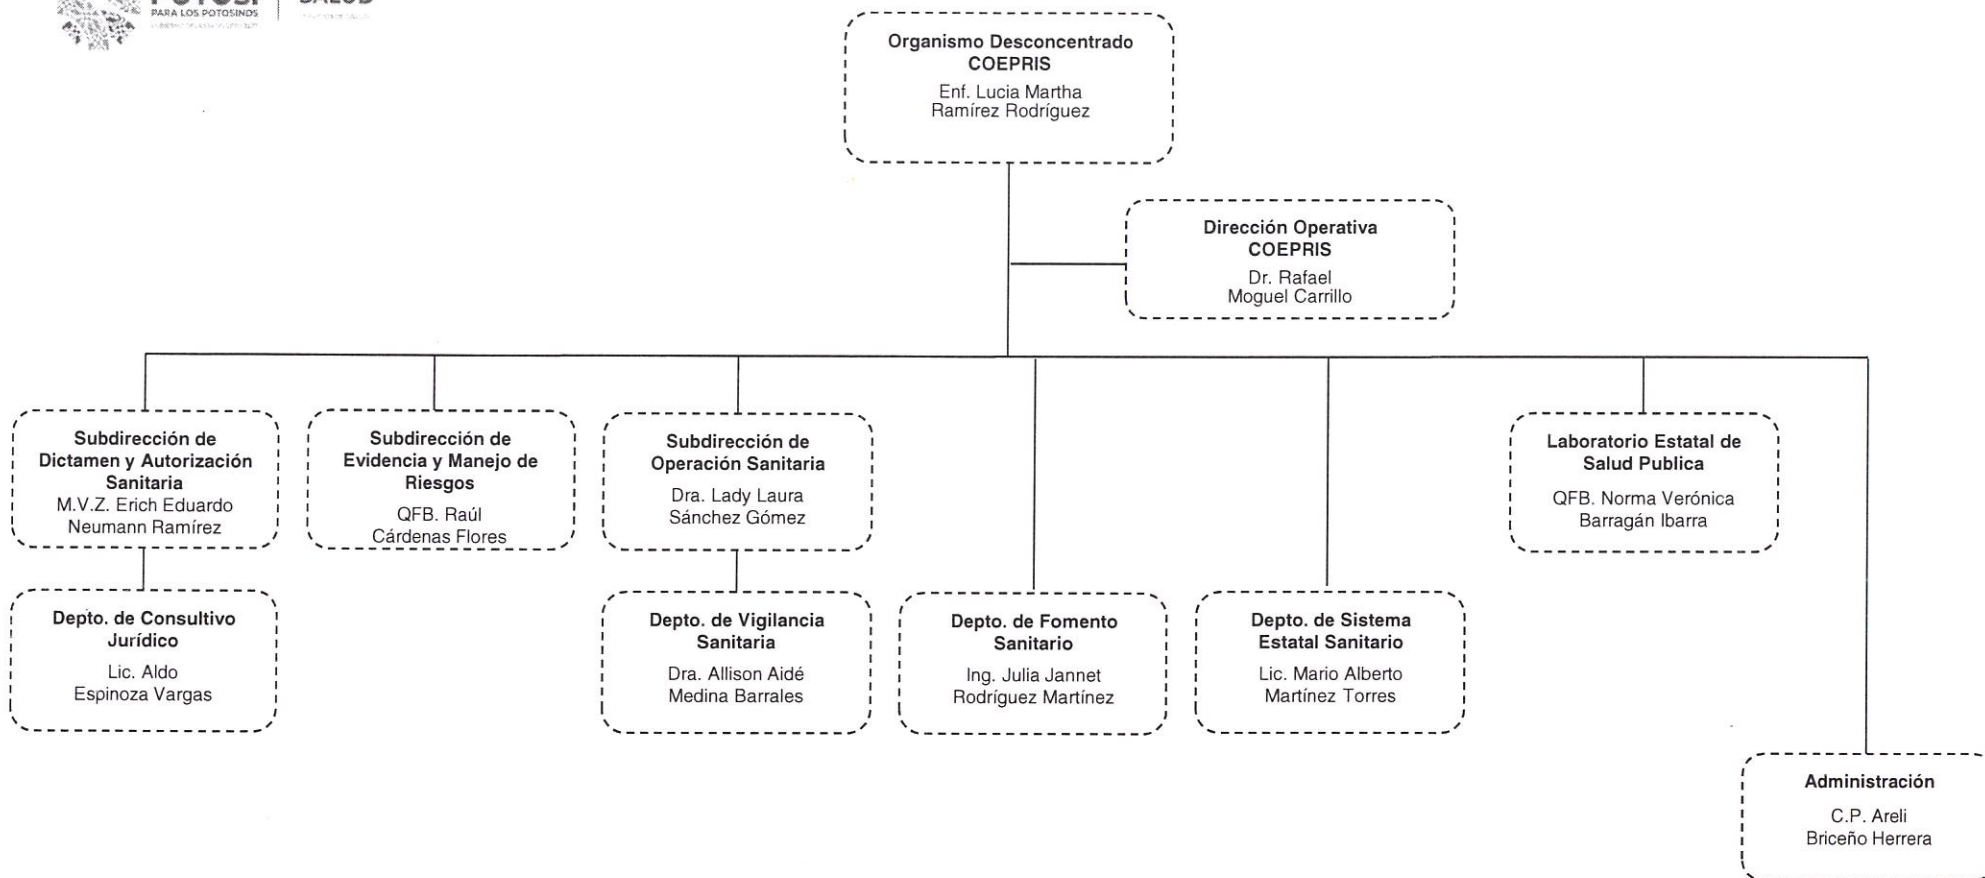 POTOSÍ
PARA LOS POTOSINOS
SALUD
Organismo Desconcentrado
COEPRIS
Enf. Lucia Martha
Ramírez Rodríguez
Dirección Operativa
COEPRIS
Dr. Rafael
Moguel Carrillo
Subdirección de
Dictamen y Autorización
Sanitaria
M.V.Z. Erich Eduardo
Neumann Ramírez
Subdirección de
Evidencia y Manejo de
Riesgos
QFB. Raúl
Cárdenas Flores
Subdirección de
Operación Sanitaria
Dra. Lady Laura
Sánchez Gómez
Laboratorio Estatal de
Salud Publica
QFB. Norma Verónica
Barragán Ibarra
Depto. de Consultivo
Jurídico
Lic. Aldo
Espinoza Vargas
Depto. de Vigilancia
Sanitaria
Dra. Allison Aidé
Medina Barrales
Depto. de Fomento
Sanitario
Ing. Julia Jannet
Rodríguez Martínez
Depto. de Sistema
Estatal Sanitario
Lic. Mario Alberto
Martínez Torres
Administración
C.P. Areli
Briceño Herrera